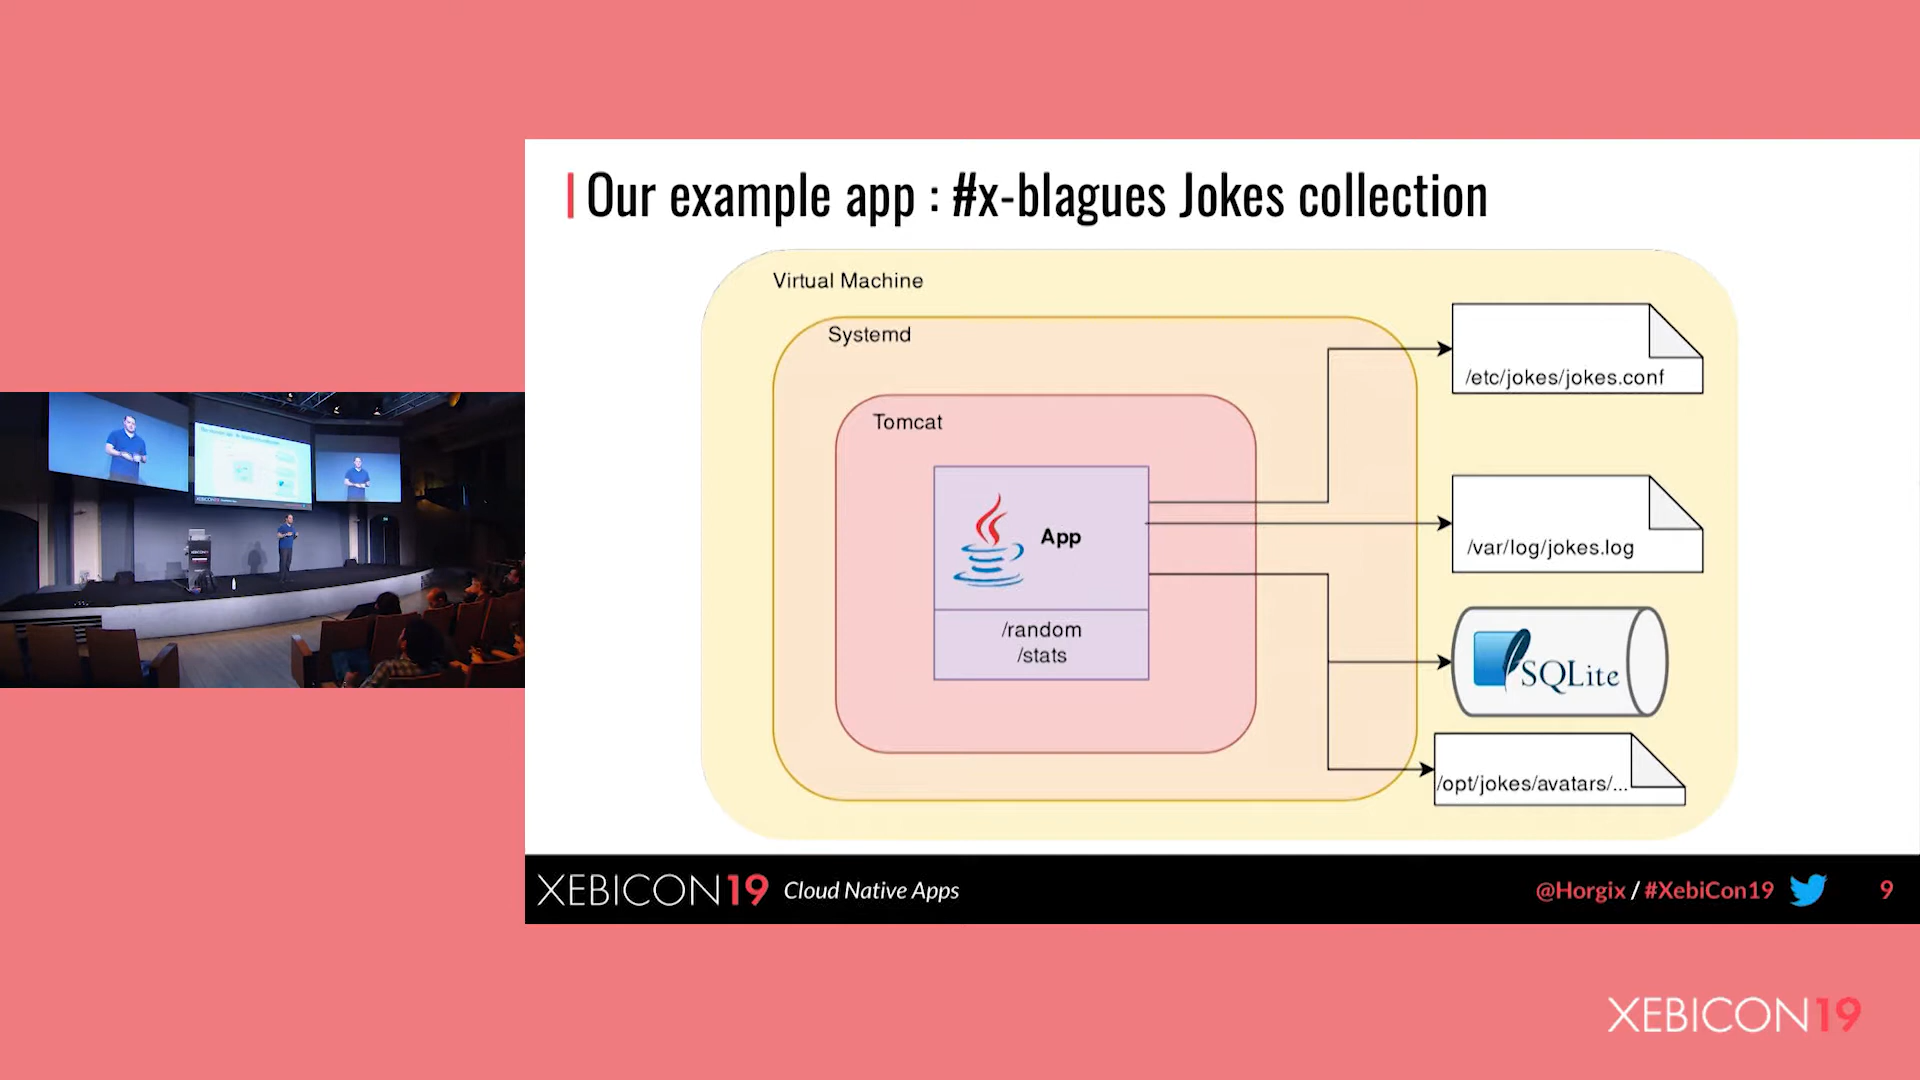 Our example app : #x-blagues Jokes collection
Virtual Machine
Systemd
Tomcat
App
/random
/stats
/etc/jokes/jokes.conf
/var/log/jokes.log
SQLite
/opt/jokes/avatars/...
XEBICON19 Cloud Native Apps
@Horgix / #XebiCon19
9
XEBICON19